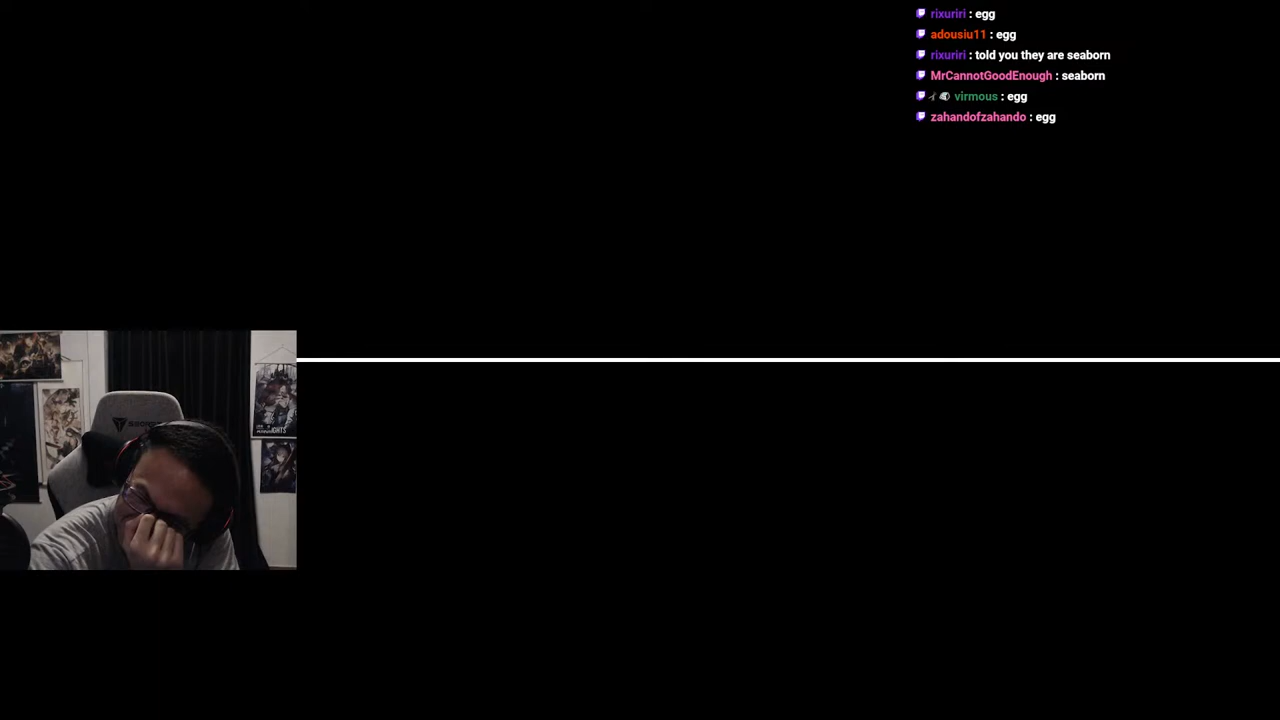 rixuriri : egg
adousiu11 : egg
rixuriri : told you they are seaborn
MrCannotGoodEnough : seaborn
virmous : egg
zahandofzahando : egg